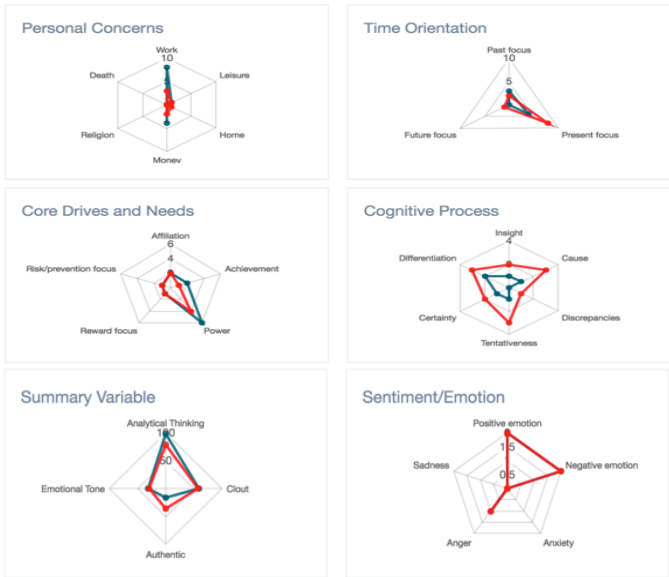 Personal Concerns
Work
10
Death
Leisure
Religion
Home
Money
Time Orientation
Past focus
10
5
Future focus
Present focus
Core Drives and Needs
Affiliation
6
4
Risk/prevention focus
Achievement
Reward focus
Power
Cognitive Process
Insight
4
Differentiation
Cause
Certainty
Discrepancies
Tentativeness
Summary Variable
Analytical Thinking
100
50
Emotional Tone
Clout
Authentic
Sentiment/Emotion
Positive emotion
1.5
Sadness
Negative emotion
0.5
Anger
Anxiety